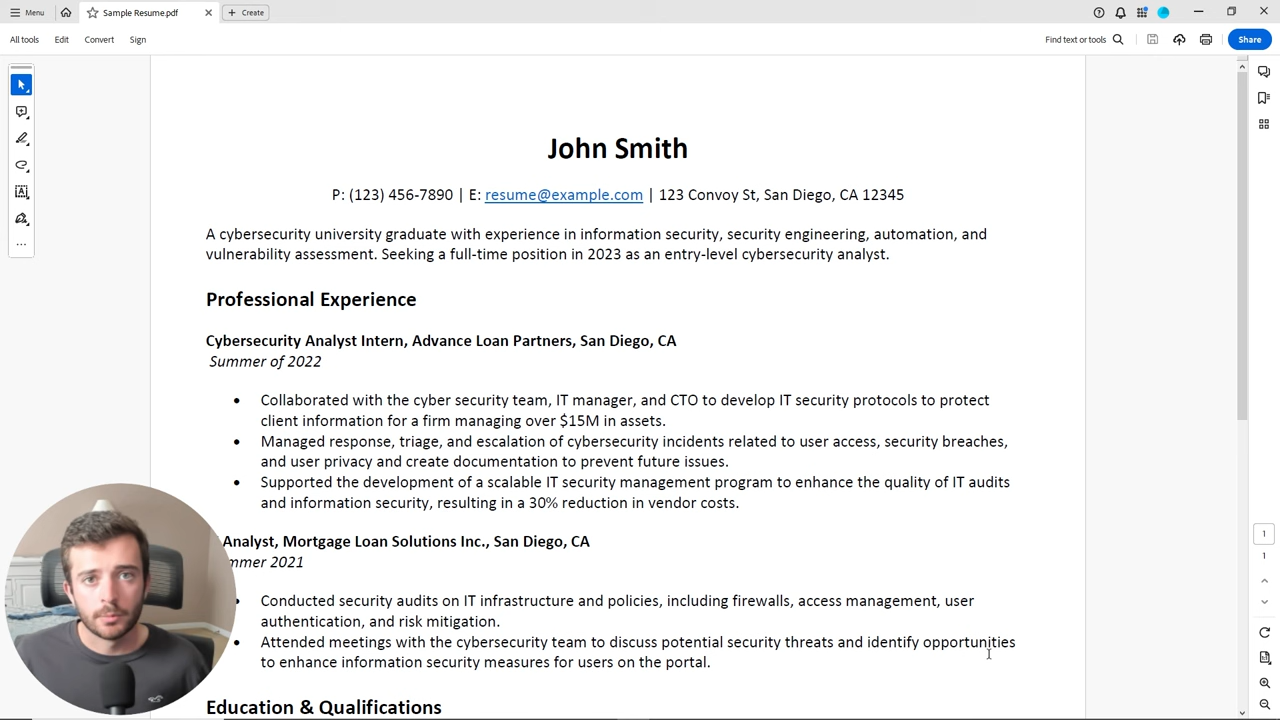 Menu
Sample Resume.pdf
Create
All tools Edit Convert Sign
Find text or tools
Share
John Smith
P: (123) 456-7890 | E: resume@example.com | 123 Convoy St, San Diego, CA 12345
A cybersecurity university graduate with experience in information security, security engineering, automation, and
vulnerability assessment. Seeking a full-time position in 2023 as an entry-level cybersecurity analyst.
Professional Experience
Cybersecurity Analyst Intern, Advance Loan Partners, San Diego, CA
Summer of 2022
• Collaborated with the cyber security team, IT manager, and CTO to develop IT security protocols to protect
client information for a firm managing over $15M in assets.
• Managed response, triage, and escalation of cybersecurity incidents related to user access, security breaches,
and user privacy and create documentation to prevent future issues.
• Supported the development of a scalable IT security management program to enhance the quality of IT audits
and information security, resulting in a 30% reduction in vendor costs.
Analyst, Mortgage Loan Solutions Inc., San Diego, CA
2021
• Conducted security audits on IT infrastructure and policies, including firewalls, access management, user
authentication, and risk mitigation.
• Attended meetings with the cybersecurity team to discuss potential security threats and identify opportunities
to enhance information security measures for users on the portal.
Education & Qualifications
1
1